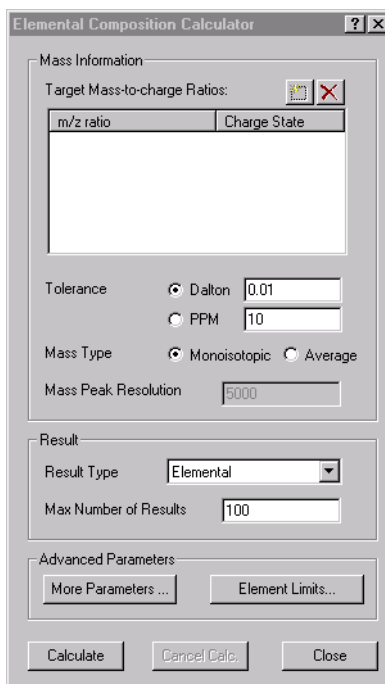 Elemental Composition Calculator
Mass Information
Target Mass-to-charge Ratios:
m/z ratio Charge State
Tolerance Dalton 0.01
PPM 10
Mass Type Monoisotopic Average
Mass Peak Resolution 5000
Result
Result Type Elemental
Max Number of Results 100
Advanced Parameters
More Parameters ... Element Limits...
Calculate Cancel Calc. Close